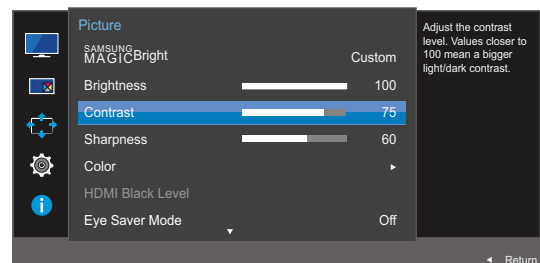 Picture
SAMSUNG
MAGICBright Custom
Brightness 100
Contrast 75
Sharpness 60
Color ►
HDMI Black Level
Eye Saver Mode Off
▼
Adjust the contrast
level. Values closer to
100 mean a bigger
light/dark contrast.
◄ Return